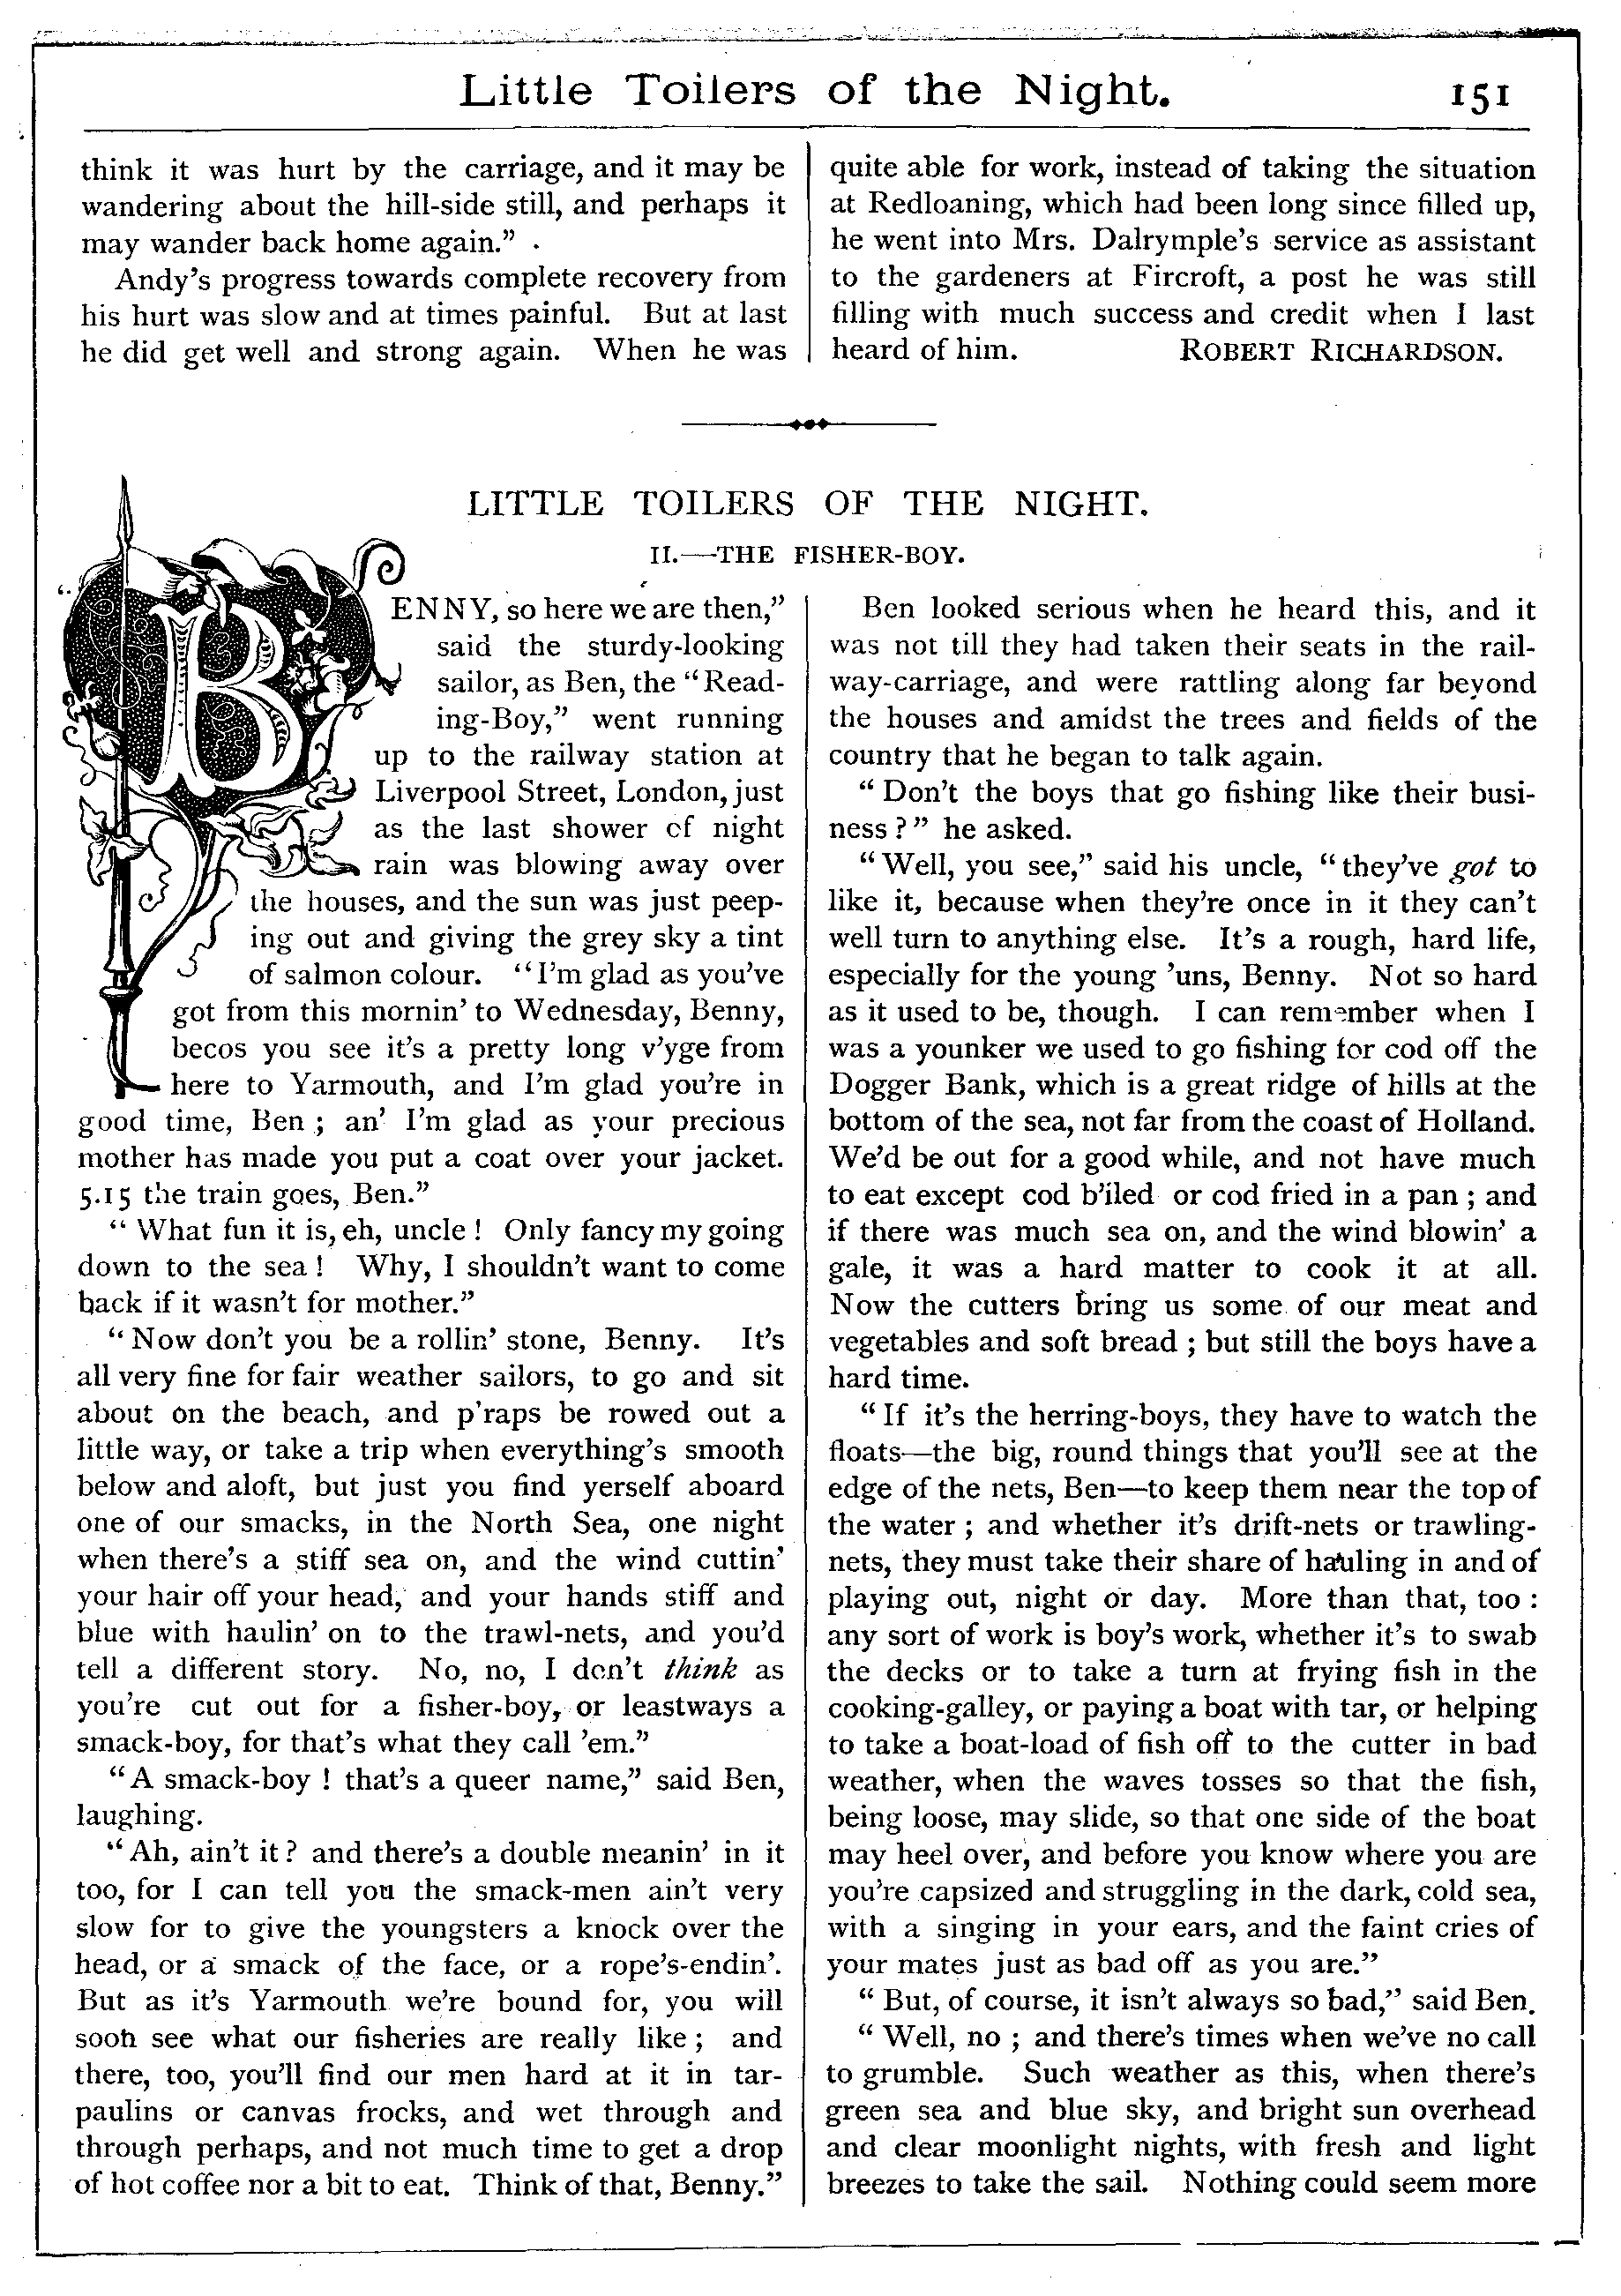 Little Toilers of the Night. 151
think it was hurt by the carriage, and it may be
wandering about the hill-side still, and perhaps it
may wander back home again.”
Andy’s progress towards complete recovery from
his hurt was slow and at times painful. But at last
he did get well and strong again. When he was
quite able for work, instead of taking the situation
at Redloaning, which had been long since filled up,
he went into Mrs. Dalrymple’s service as assistant
to the gardeners at Fircroft, a post he was still
filling with much success and credit when I last
heard of him. ROBERT RICHARDSON.
LITTLE TOILERS OF THE NIGHT.
II.—THE FISHER-BOY.
“BENNY, so here we are then,”
said the sturdy-looking
sailor, as Ben, the “Read-
ing-Boy,” went running
up to the railway station at
Liverpool Street, London, just
as the last shower of night
rain was blowing away over
the houses, and the sun was just peep-
ing out and giving the grey sky a tint
of salmon colour. “I’m glad as you’ve
got from this mornin’ to Wednesday, Benny,
becos you see it’s a pretty long v’yge from
here to Yarmouth, and I’m glad you’re in
good time, Ben; an’ I’m glad as your precious
mother has made you put a coat over your jacket.
5.15 the train goes, Ben.”
“What fun it is, eh, uncle! Only fancy my going
down to the sea! Why, I shouldn’t want to come
back if it wasn’t for mother.”
“Now don’t you be a rollin’ stone, Benny. It’s
all very fine for fair weather sailors, to go and sit
about on the beach, and p’raps be rowed out a
little way, or take a trip when everything’s smooth
below and aloft, but just you find yerself aboard
one of our smacks, in the North Sea, one night
when there’s a stiff sea on, and the wind cuttin’
your hair off your head, and your hands stiff and
blue with haulin’ on to the trawl-nets, and you’d
tell a different story. No, no, I don’t think as
you’re cut out for a fisher-boy, or leastways a
smack-boy, for that’s what they call ’em.”
“A smack-boy! that’s a queer name,” said Ben,
laughing.
“Ah, ain’t it? and there’s a double meanin’ in it
too, for I can tell you the smack-men ain’t very
slow for to give the youngsters a knock over the
head, or a smack of the face, or a rope’s-endin’.
But as it’s Yarmouth we’re bound for, you will
soon see what our fisheries are really like; and
there, too, you’ll find our men hard at it in tar-
paulins or canvas frocks, and wet through and
through perhaps, and not much time to get a drop
of hot coffee nor a bit to eat. Think of that, Benny.”
Ben looked serious when he heard this, and it
was not till they had taken their seats in the rail-
way-carriage, and were rattling along far beyond
the houses and amidst the trees and fields of the
country that he began to talk again.
“Don’t the boys that go fishing like their busi-
ness?” he asked.
“Well, you see,” said his uncle, “they’ve got to
like it, because when they’re once in it they can’t
well turn to anything else. It’s a rough, hard life,
especially for the young ’uns, Benny. Not so hard
as it used to be, though. I can remember when I
was a younker we used to go fishing for cod off the
Dogger Bank, which is a great ridge of hills at the
bottom of the sea, not far from the coast of Holland.
We’d be out for a good while, and not have much
to eat except cod b’iled or cod fried in a pan; and
if there was much sea on, and the wind blowin’ a
gale, it was a hard matter to cook it at all.
Now the cutters bring us some of our meat and
vegetables and soft bread; but still the boys have a
hard time.
“If it’s the herring-boys, they have to watch the
floats—the big, round things that you’ll see at the
edge of the nets, Ben—to keep them near the top of
the water; and whether it’s drift-nets or trawling-
nets, they must take their share of hauling in and of
playing out, night or day. More than that, too:
any sort of work is boy’s work, whether it’s to swab
the decks or to take a turn at frying fish in the
cooking-galley, or paying a boat with tar, or helping
to take a boat-load of fish off to the cutter in bad
weather, when the waves tosses so that the fish,
being loose, may slide, so that one side of the boat
may heel over, and before you know where you are
you’re capsized and struggling in the dark, cold sea,
with a singing in your ears, and the faint cries of
your mates just as bad off as you are.”
“But, of course, it isn’t always so bad,” said Ben.
“Well, no; and there’s times when we’ve no call
to grumble. Such weather as this, when there’s
green sea and blue sky, and bright sun overhead
and clear moonlight nights, with fresh and light
breezes to take the sail. Nothing could seem more